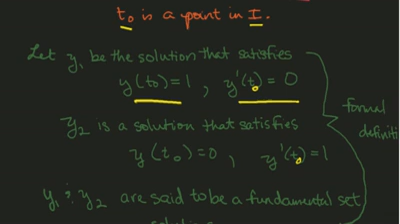 t₀ is a point in I.
Let y₁ be the solution that satisfies
y(t₀)=1 , y'(t₀) = 0
y₂ is a solution that satisfies
y(t₀)=0 , y'(t₀)=1
formal
y₁ & y₂ are said to be a fundamental set